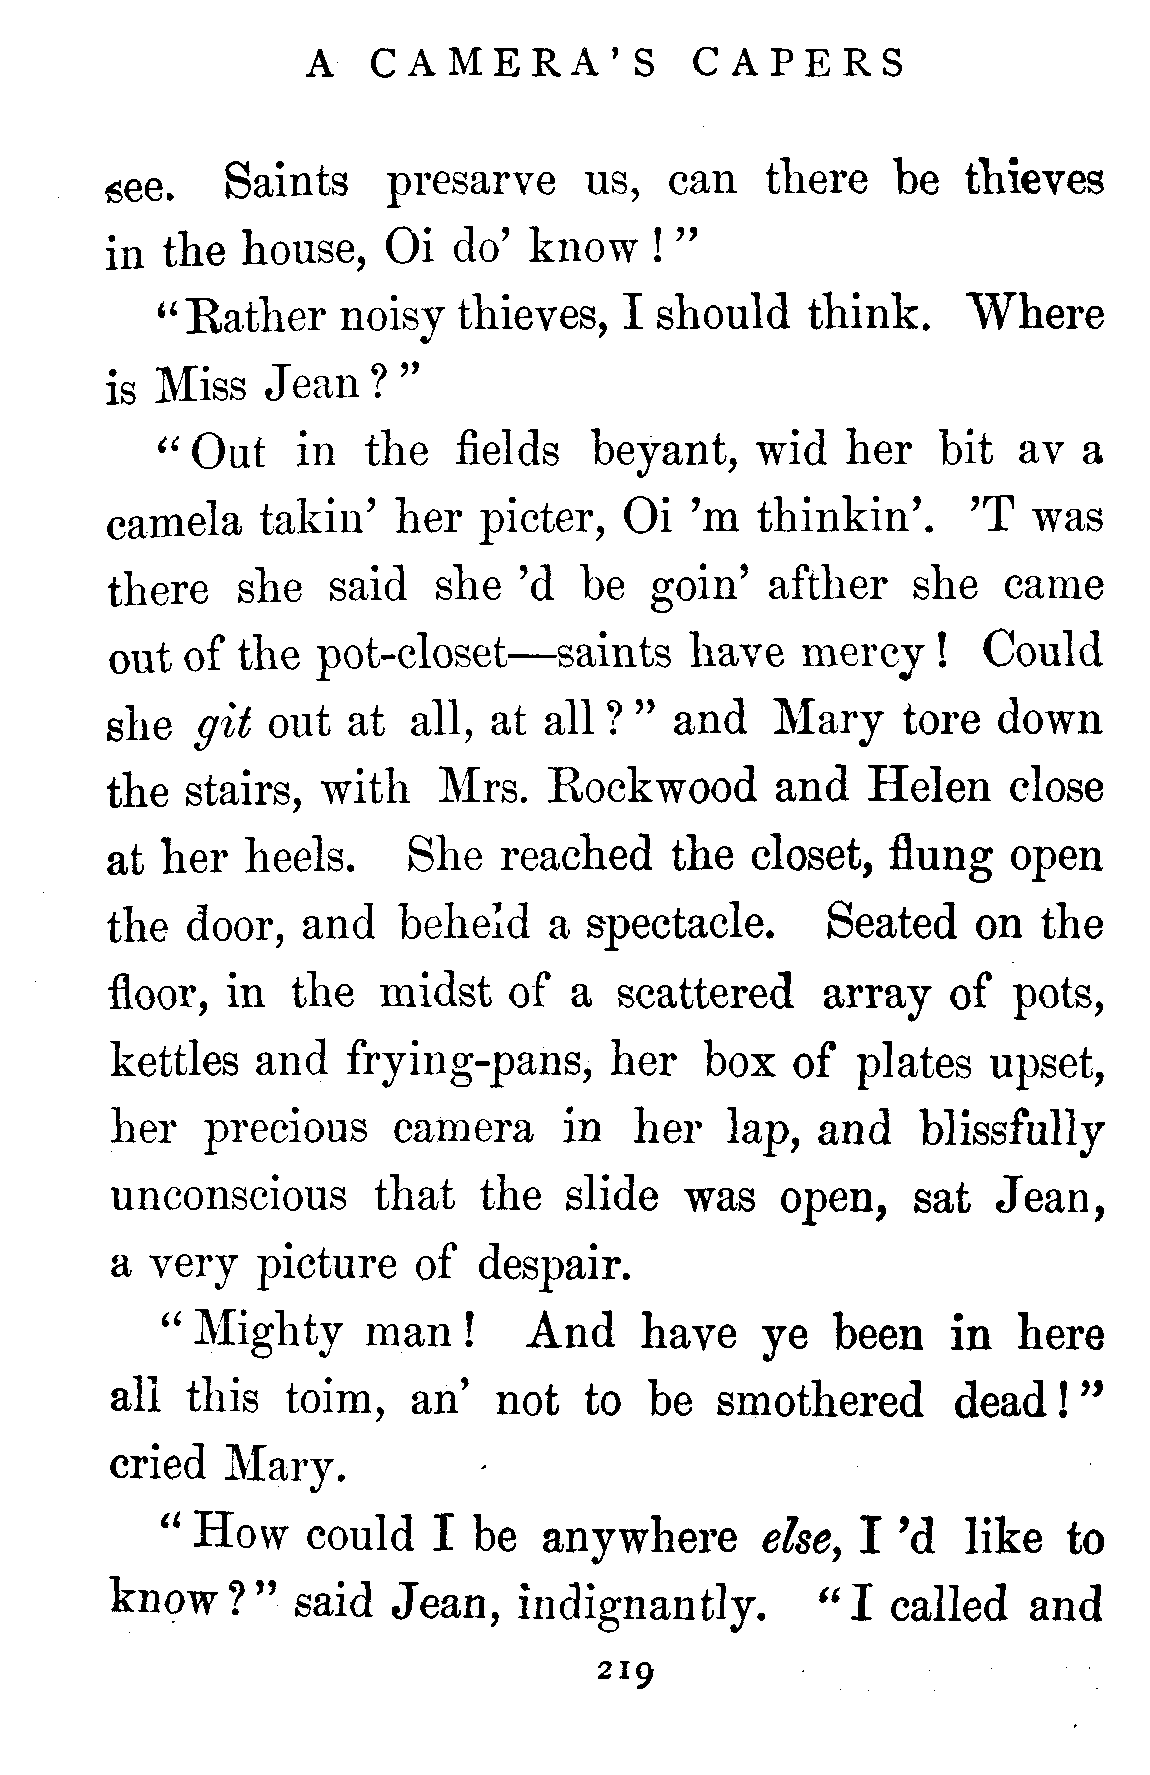 A CAMERA'S CAPERS
see. Saints presarve us, can there be thieves
in the house, Oi do' know!"
"Rather noisy thieves, I should think. Where
is Miss Jean?"
"Out in the fields beyant, wid her bit av a
camela takin' her picter, Oi 'm thinkin'. 'T was
there she said she 'd be goin' afther she came
out of the pot-closet—saints have mercy! Could
she git out at all, at all?" and Mary tore down
the stairs, with Mrs. Rockwood and Helen close
at her heels. She reached the closet, flung open
the door, and beheld a spectacle. Seated on the
floor, in the midst of a scattered array of pots,
kettles and frying-pans, her box of plates upset,
her precious camera in her lap, and blissfully
unconscious that the slide was open, sat Jean,
a very picture of despair.
"Mighty man! And have ye been in here
all this toim, an' not to be smothered dead!"
cried Mary.
"How could I be anywhere else, I 'd like to
know?" said Jean, indignantly. "I called and
219